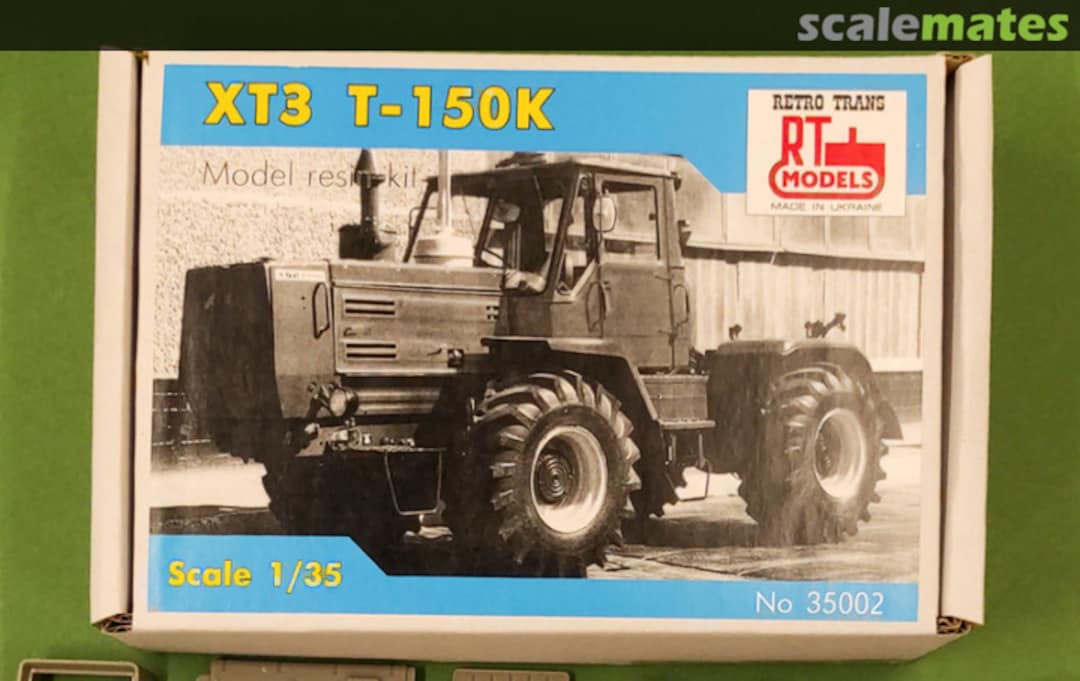 scalemates
ХТЗ Т-150К
Model resin kit
RETRO TRANS
RT
MODELS
MADE IN UKRAINE
Scale 1/35
No 35002